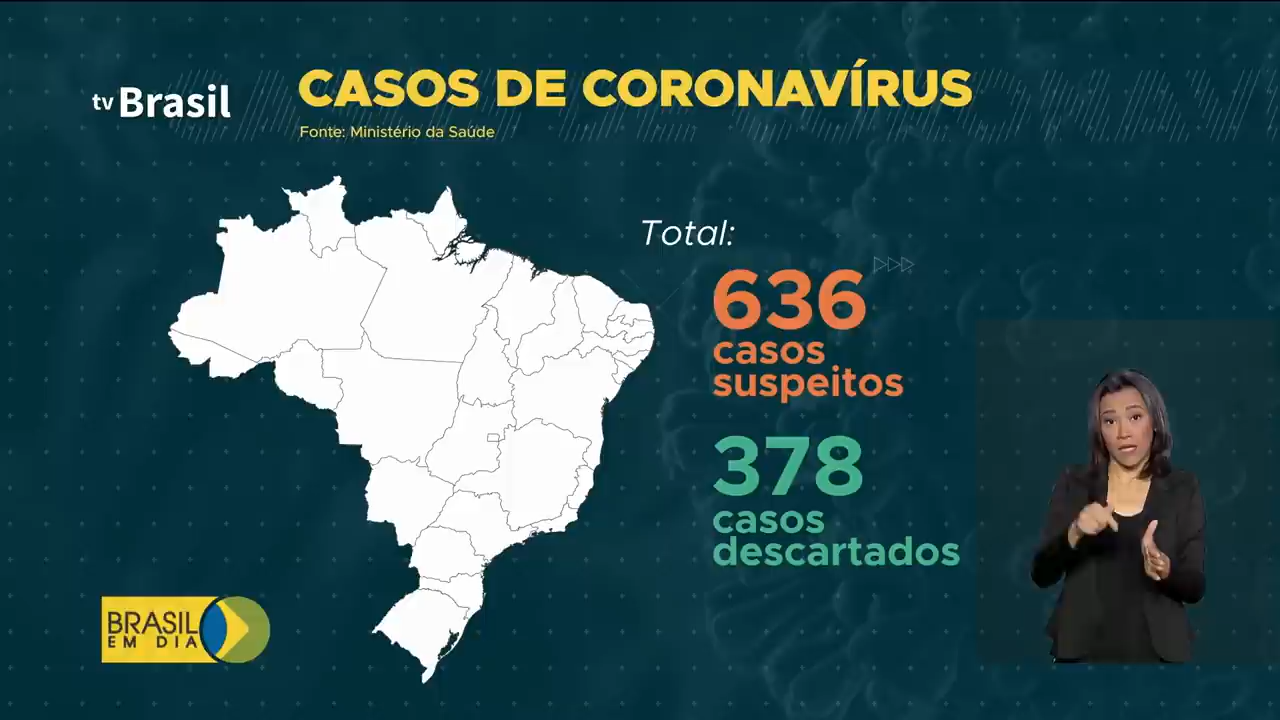 tv Brasil
CASOS DE CORONAVÍRUS
Fonte: Ministério da Saúde
Total:
636
casos
suspeitos
378
casos
descartados
BRASIL
EM DIA